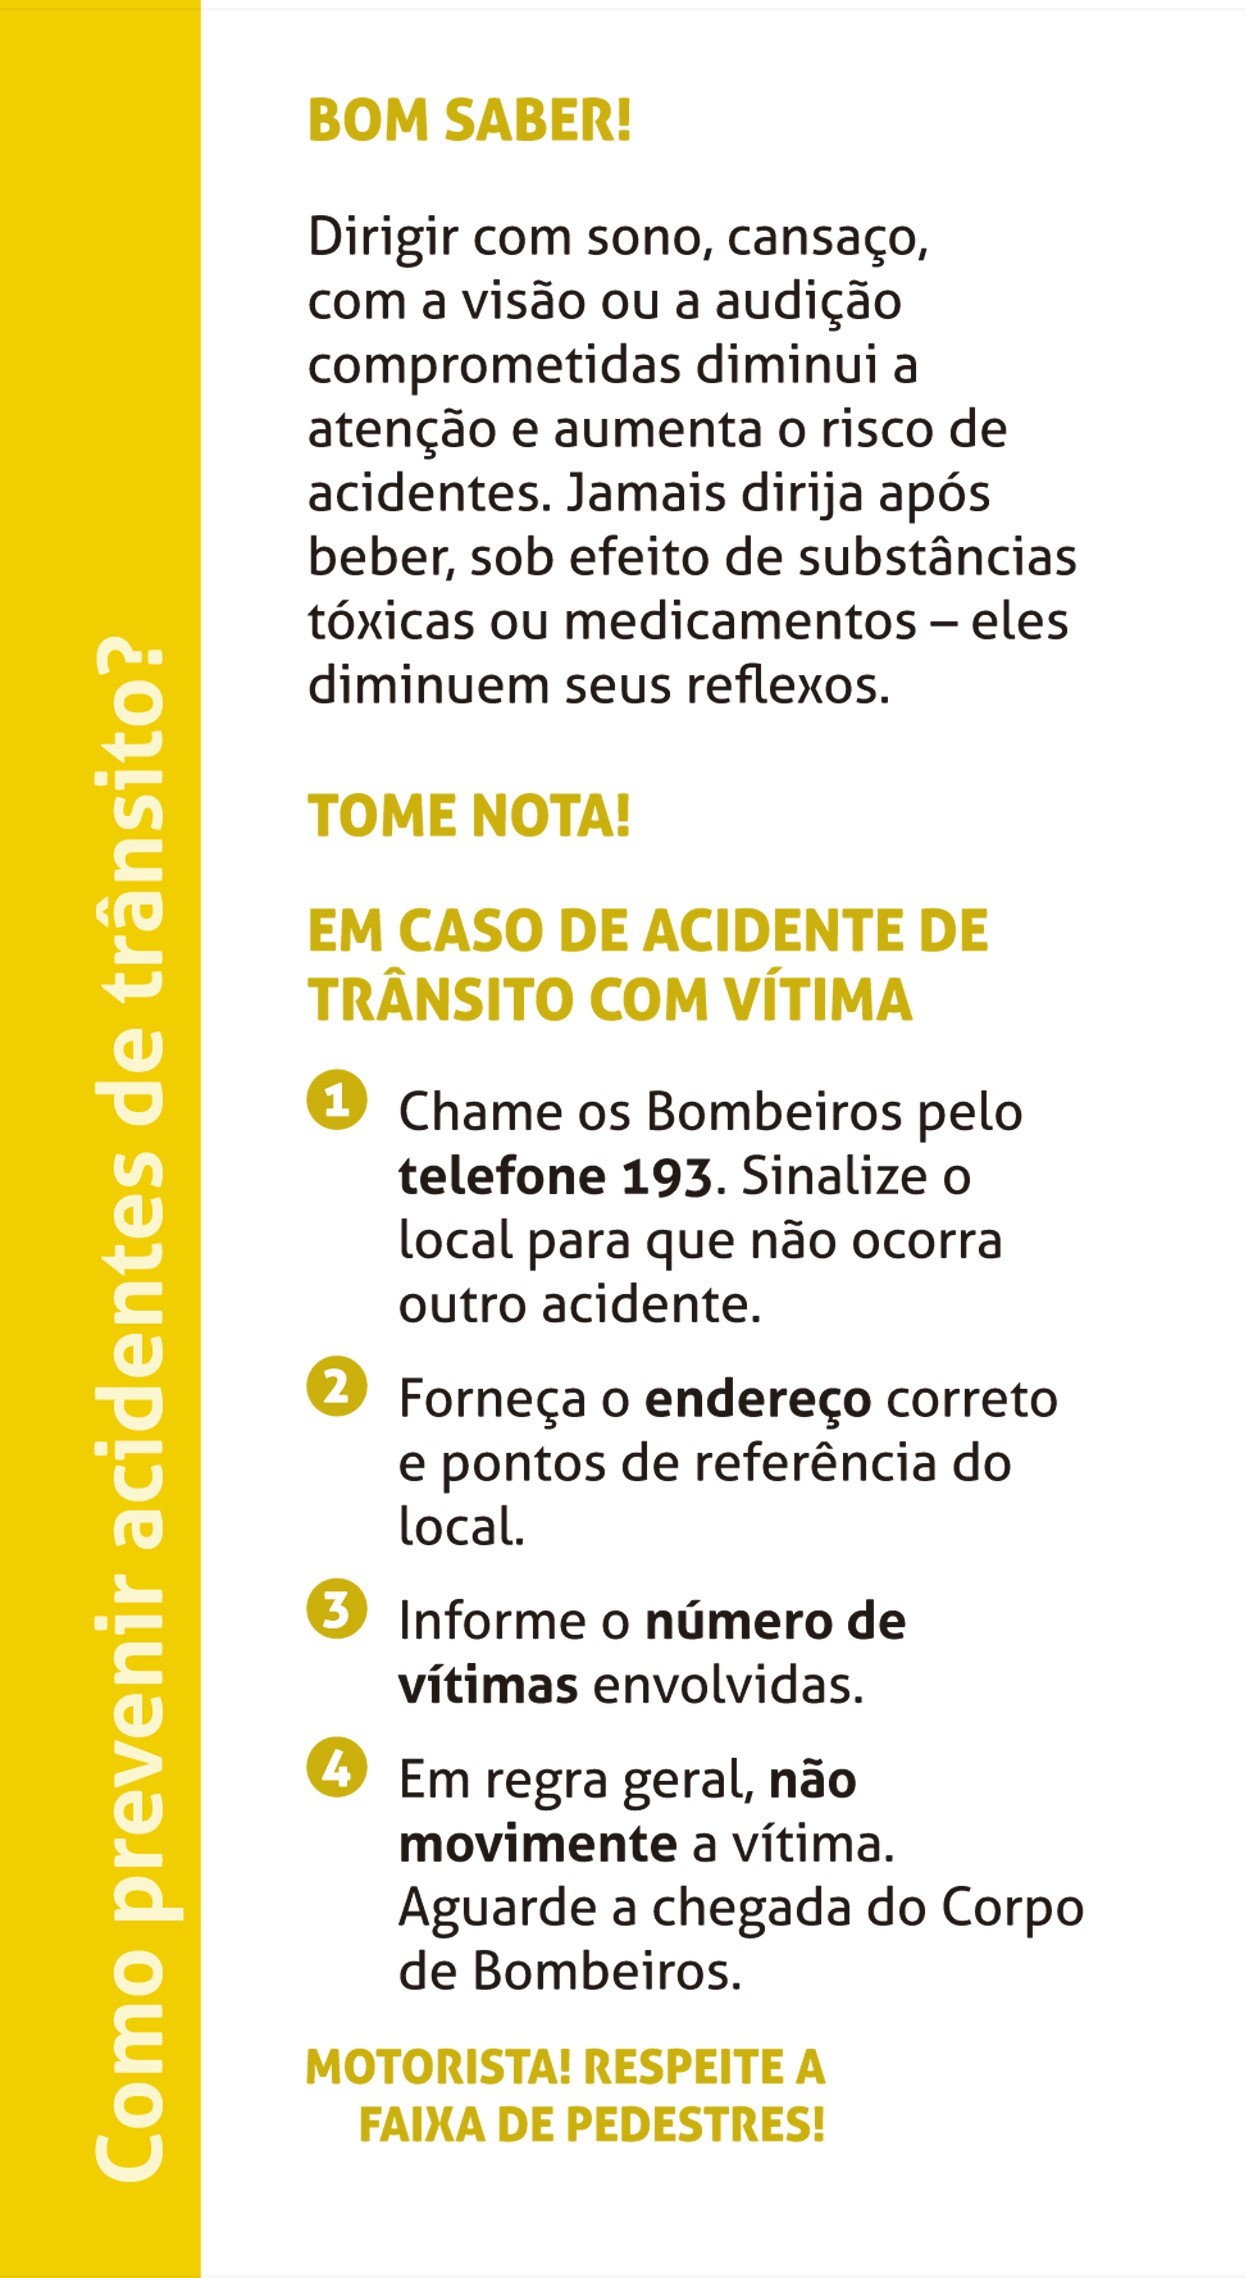 Como prevenir acidentes de trânsito?
BOM SABER!
Dirigir com sono, cansaço,
com a visão ou a audição
comprometidas diminui a
atenção e aumenta o risco de
acidentes. Jamais dirija após
beber, sob efeito de substâncias
tóxicas ou medicamentos – eles
diminuem seus reflexos.
TOME NOTA!
EM CASO DE ACIDENTE DE
TRÂNSITO COM VÍTIMA
1 Chame os Bombeiros pelo
telefone 193. Sinalize o
local para que não ocorra
outro acidente.
2 Forneça o endereço correto
e pontos de referência do
local.
3 Informe o número de
vítimas envolvidas.
4 Em regra geral, não
movimente a vítima.
Aguarde a chegada do Corpo
de Bombeiros.
MOTORISTA! RESPEITE A
FAIXA DE PEDESTRES!